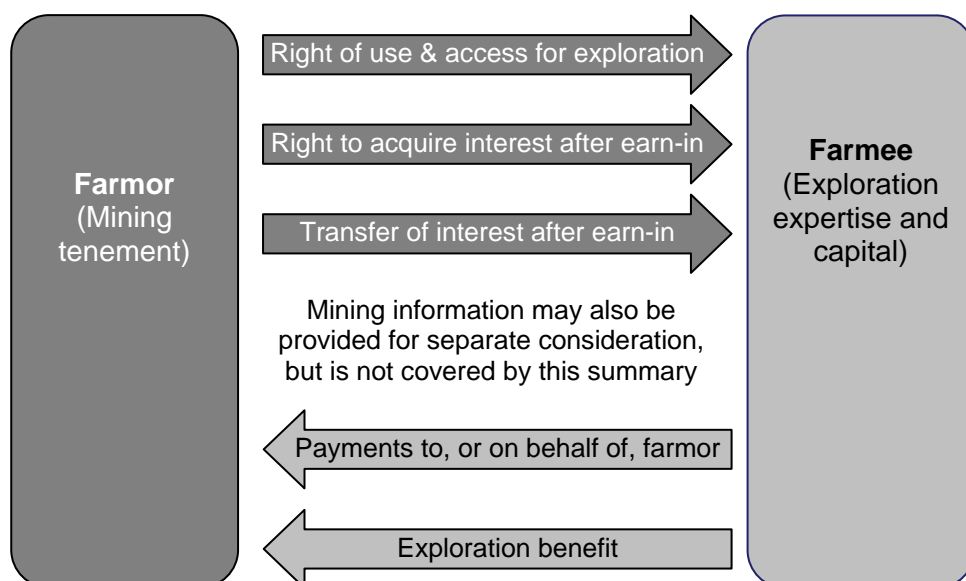 Right of use & access for exploration
Right to acquire interest after earn-in
Farmor
(Mining
tenement)
Farmee
(Exploration
expertise and
capital)
Transfer of interest after earn-in
Mining information may also be
provided for separate consideration,
but is not covered by this summary
Payments to, or on behalf of, farmor
Exploration benefit